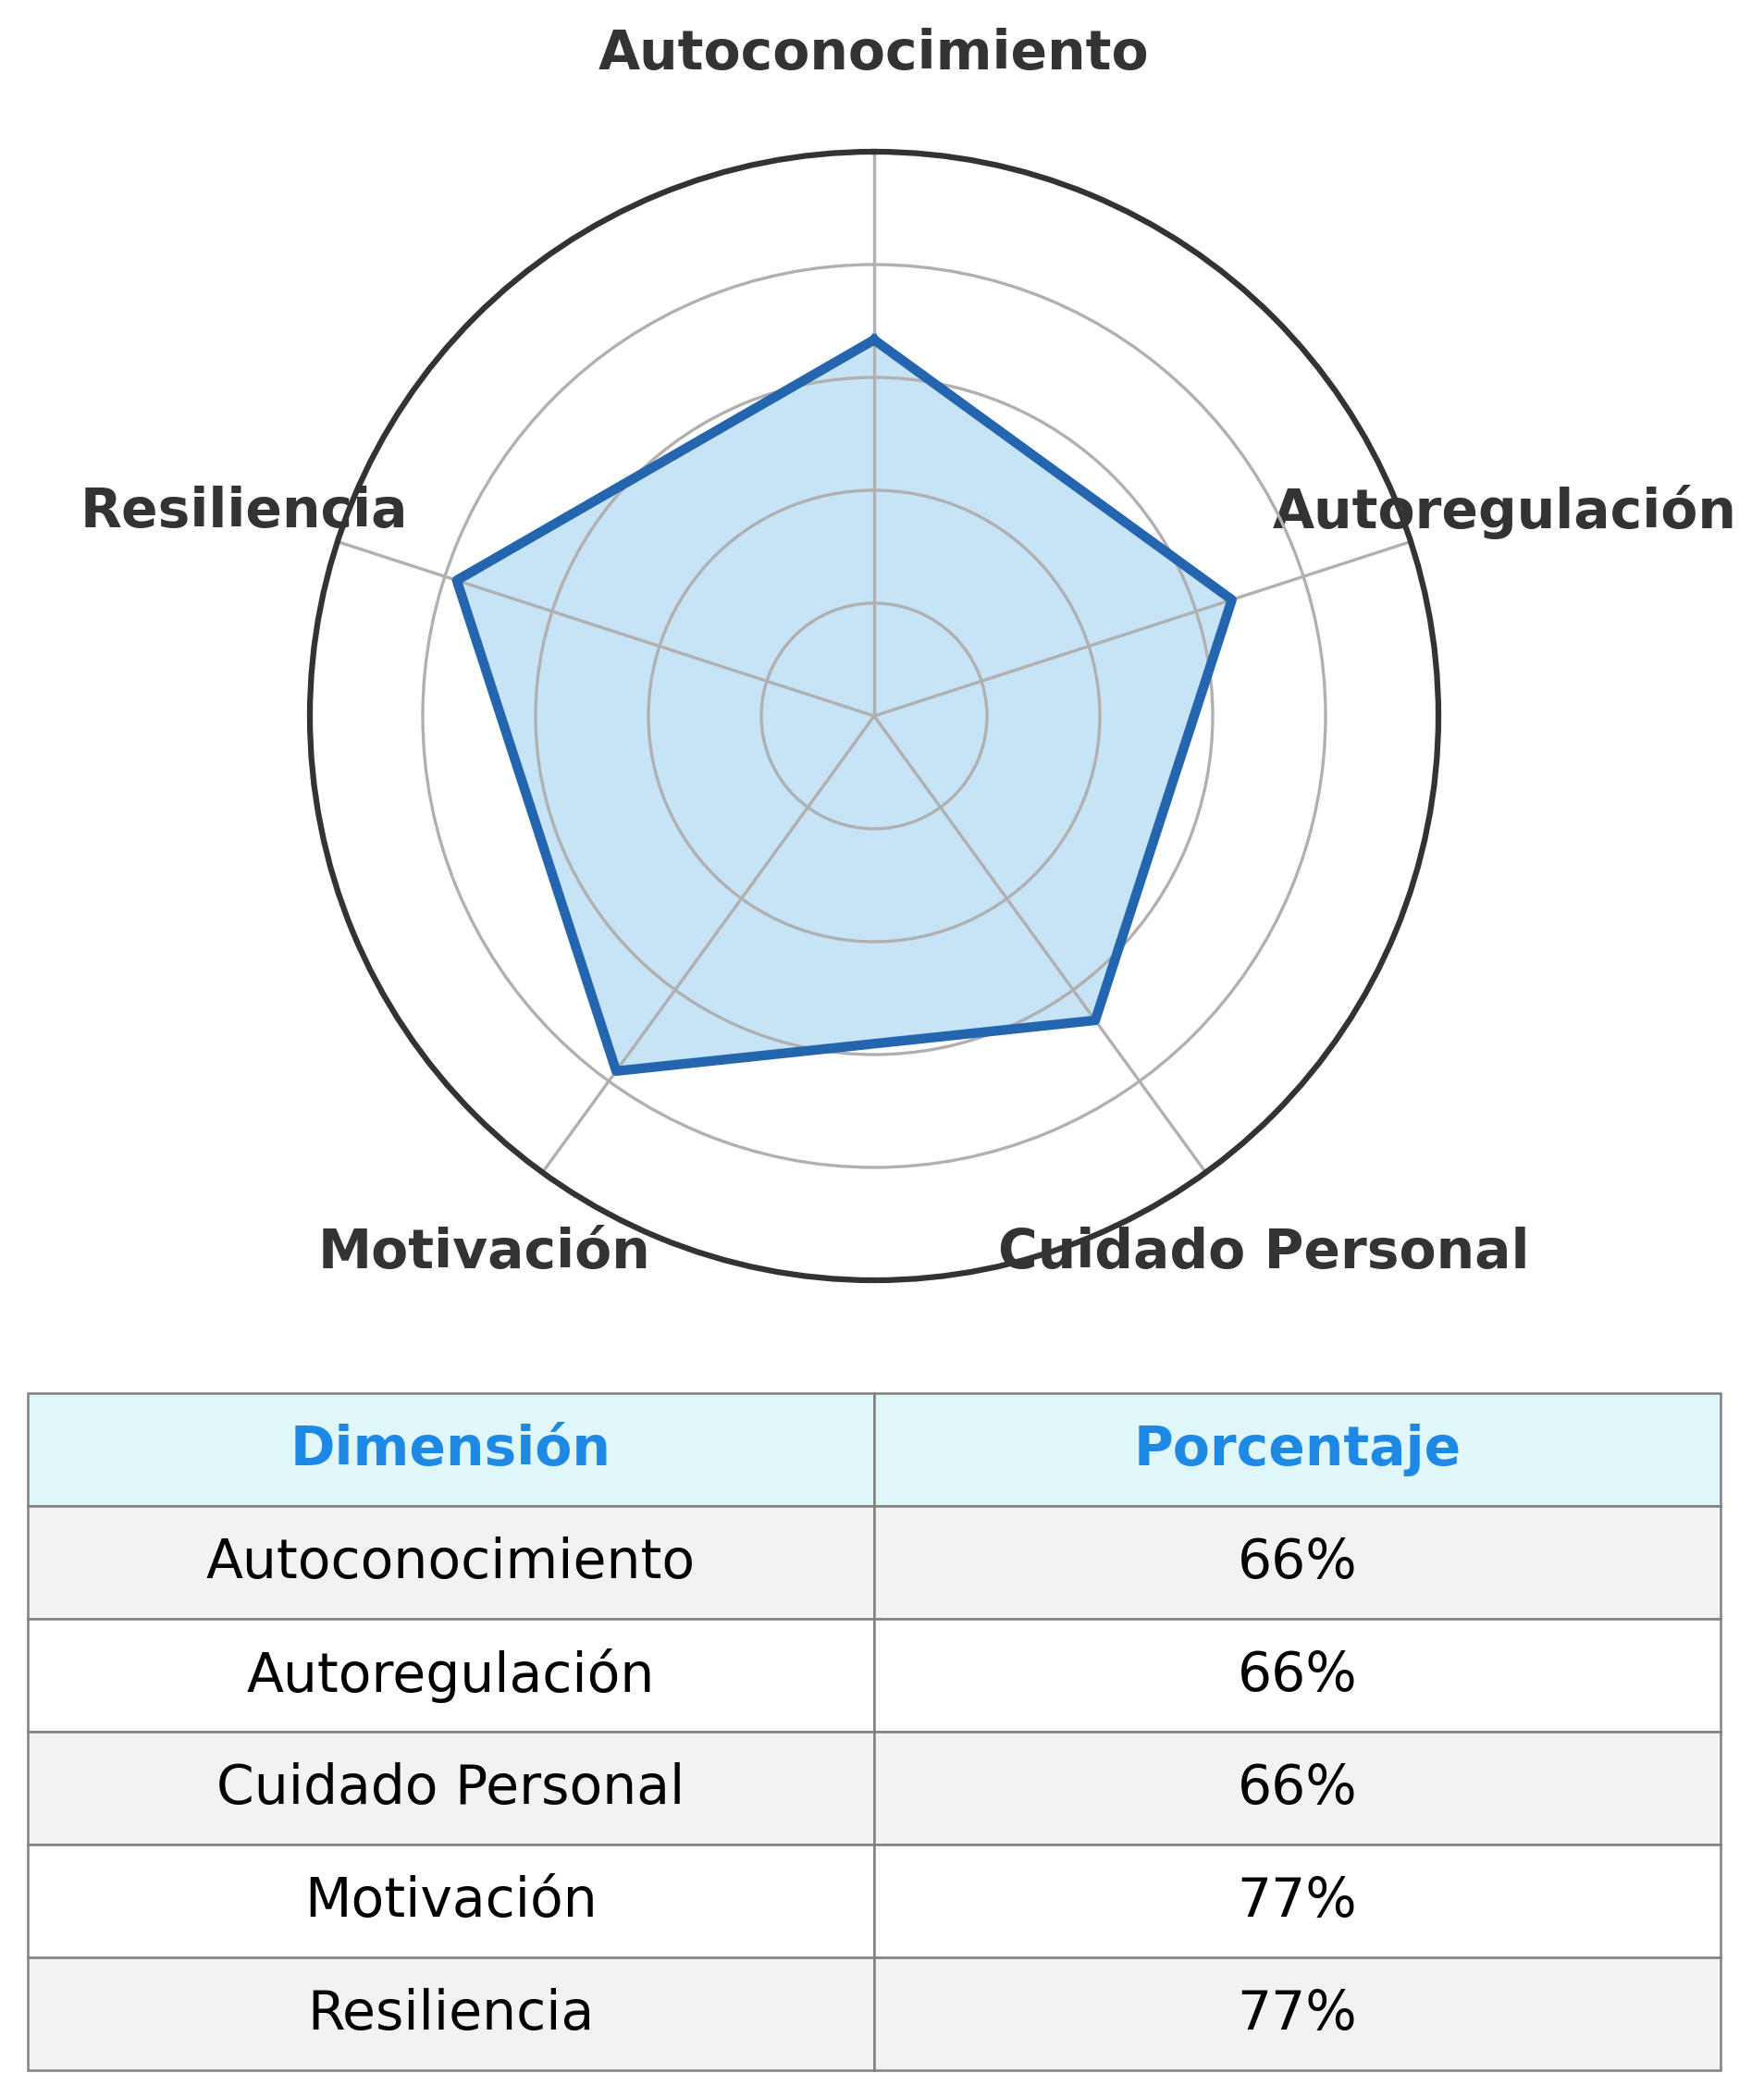 Autoconocimiento
Resiliencia
Autoregulación
Motivación
Cuidado Personal
Dimensión Porcentaje
Autoconocimiento 66%
Autoregulación 66%
Cuidado Personal 66%
Motivación 77%
Resiliencia 77%